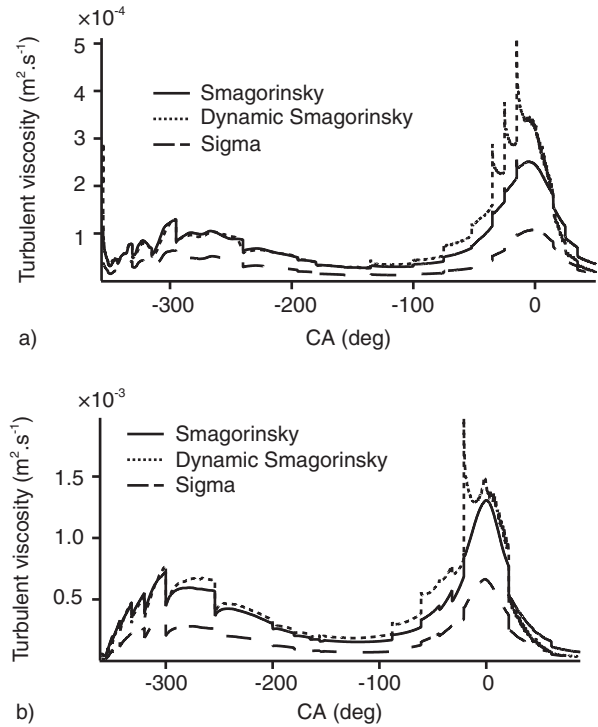 ×10⁻⁴
Turbulent viscosity (m².s⁻¹)
5
4
3
2
1
Smagorinsky
Dynamic Smagorinsky
Sigma
-300
-200
-100
0
CA (deg)
a)
×10⁻³
Turbulent viscosity (m².s⁻¹)
1.5
1.0
0.5
Smagorinsky
Dynamic Smagorinsky
Sigma
-300
-200
-100
0
CA (deg)
b)